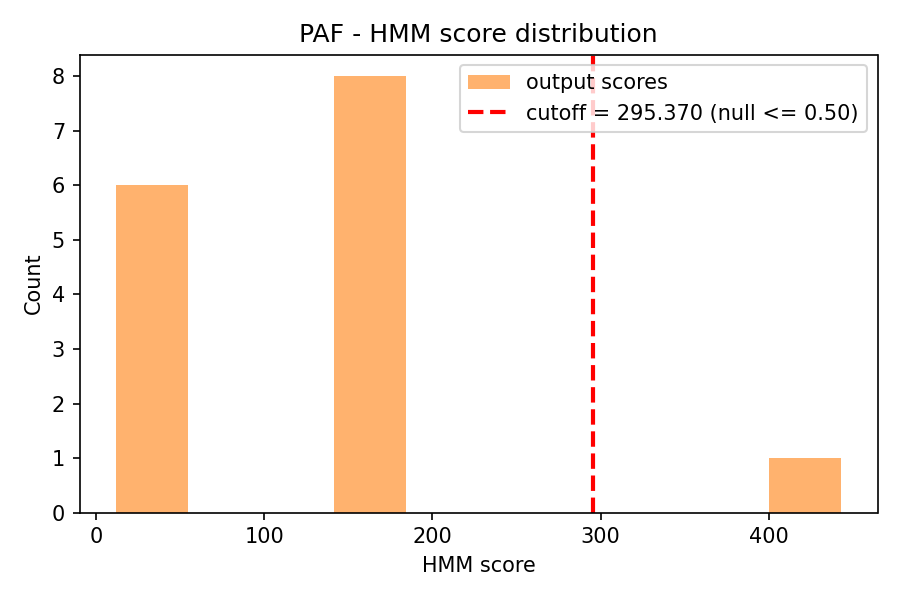 PAF - HMM score distribution
output scores
cutoff = 295.370 (null <= 0.50)
8
7
6
5
4
3
2
1
0
Count
0 100 200 300 400
HMM score